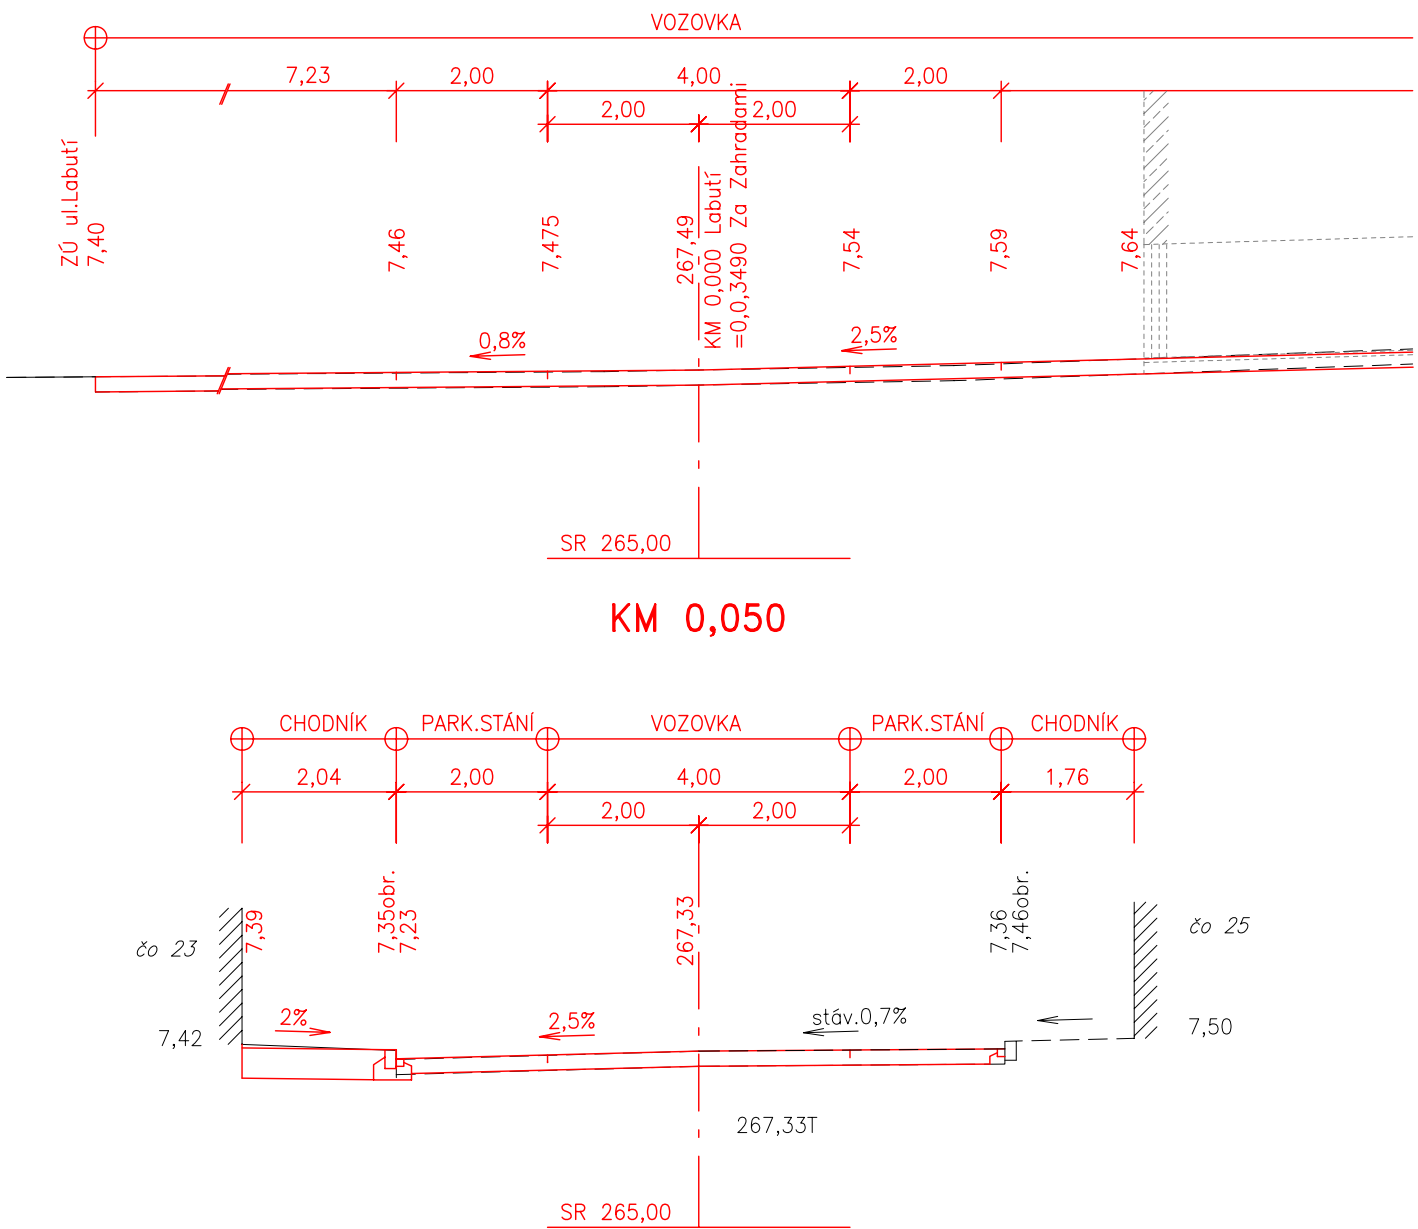 VOZOVKA
7,23
2,00
4,00
2,00
2,00
2,00
ZÚ ul.Labutí
7,40
7,46
7,475
267,49
KM 0,000 Labutí
=0,0,3490 Za Zahradami
7,54
7,59
7,64
0,8%
2,5%
SR 265,00
KM 0,050
CHODNÍK
PARK.STÁNÍ
VOZOVKA
PARK.STÁNÍ
CHODNÍK
2,04
2,00
4,00
2,00
1,76
2,00
2,00
7,39
7,35obr.
7,23
267,33
7,36
7,46obr.
čo 23
čo 25
2%
2,5%
stáv.0,7%
7,42
7,50
267,33T
SR 265,00